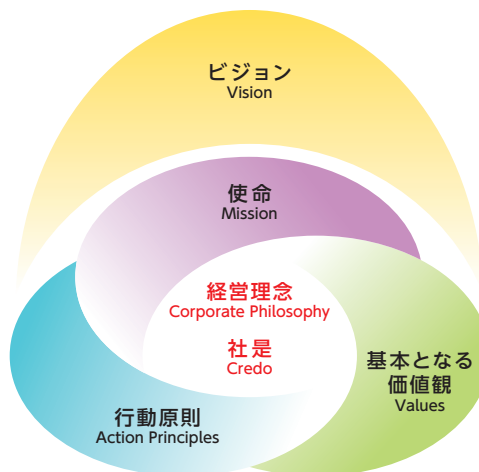 ビジョン
Vision
使命
Mission
経営理念
Corporate Philosophy
社是
Credo
基本となる
価値観
Values
行動原則
Action Principles